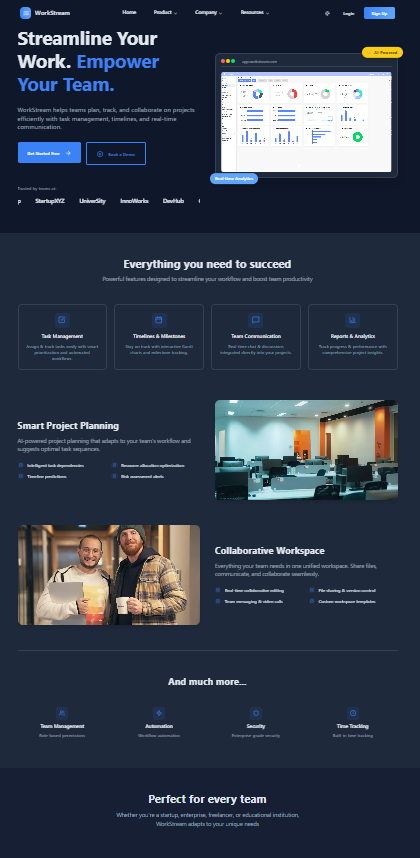 WorkStream
Home
Product
Company
Resources
Login
Sign Up
Streamline Your
Work. Empower
Your Team.
WorkStream helps teams plan, track, and collaborate on projects
efficiently with task management, timelines, and real-time
communication.
Get Started Free
Book a Demo
AI Powered
Real-time Analytics
Trusted by teams at:
StartupXYZ
UniverSity
InnoWorks
DevHub
Everything you need to succeed
Powerful features designed to streamline your workflow and boost team productivity
Task Management
Assign & track tasks easily with smart
prioritization and automated
workflows.
Timelines & Milestones
Stay on track with interactive Gantt
charts and milestone tracking.
Team Communication
Real-time chat & discussions
integrated directly into your projects.
Reports & Analytics
Track progress & performance with
comprehensive project insights.
Smart Project Planning
AI-powered project planning that adapts to your team's workflow and
suggests optimal task sequences.
Intelligent task dependencies
Resource allocation optimization
Timeline predictions
Risk assessment alerts
Collaborative Workspace
Everything your team needs in one unified workspace. Share files,
communicate, and collaborate seamlessly.
Real-time collaborative editing
File sharing & version control
Team messaging & video calls
Custom workspace templates
And much more...
Team Management
Role-based permissions
Automation
Workflow automation
Security
Enterprise-grade security
Time Tracking
Built-in time tracking
Perfect for every team
Whether you're a startup, enterprise, freelancer, or educational institution,
WorkStream adapts to your unique needs